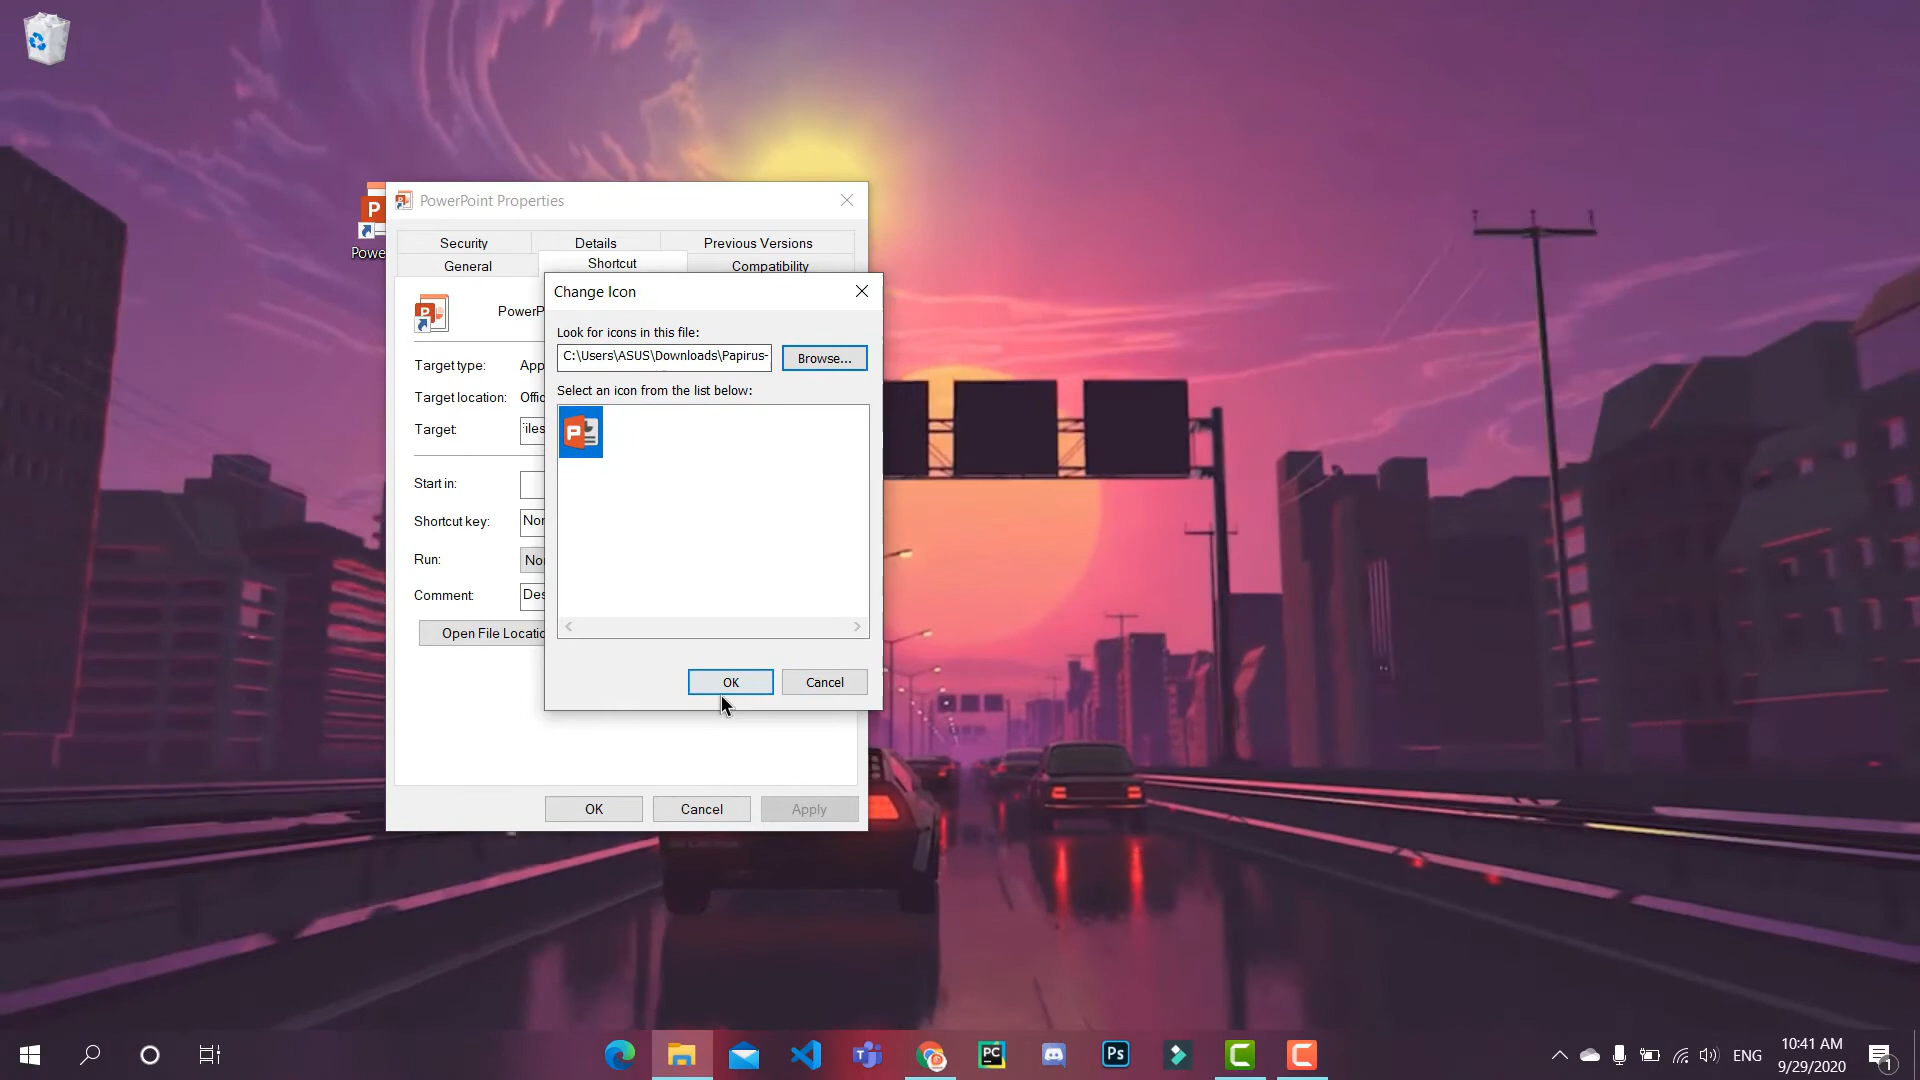 PowerPoint Properties
Security
Details
Previous Versions
General
Shortcut
Compatibility
P
Powe
P
PowerP
Change Icon
Look for icons in this file:
C:\Users\ASUS\Downloads\Papirus-
Browse...
Select an icon from the list below:
P
Target type:
App
Target location:
Offic
Target:
Files
Start in:
Shortcut key:
Nor
Run:
No
Comment:
Des
Open File Locatio
OK
Cancel
OK
Cancel
Apply
T
PC
Ps
C
C
ENG
10:41 AM
9/29/2020
1